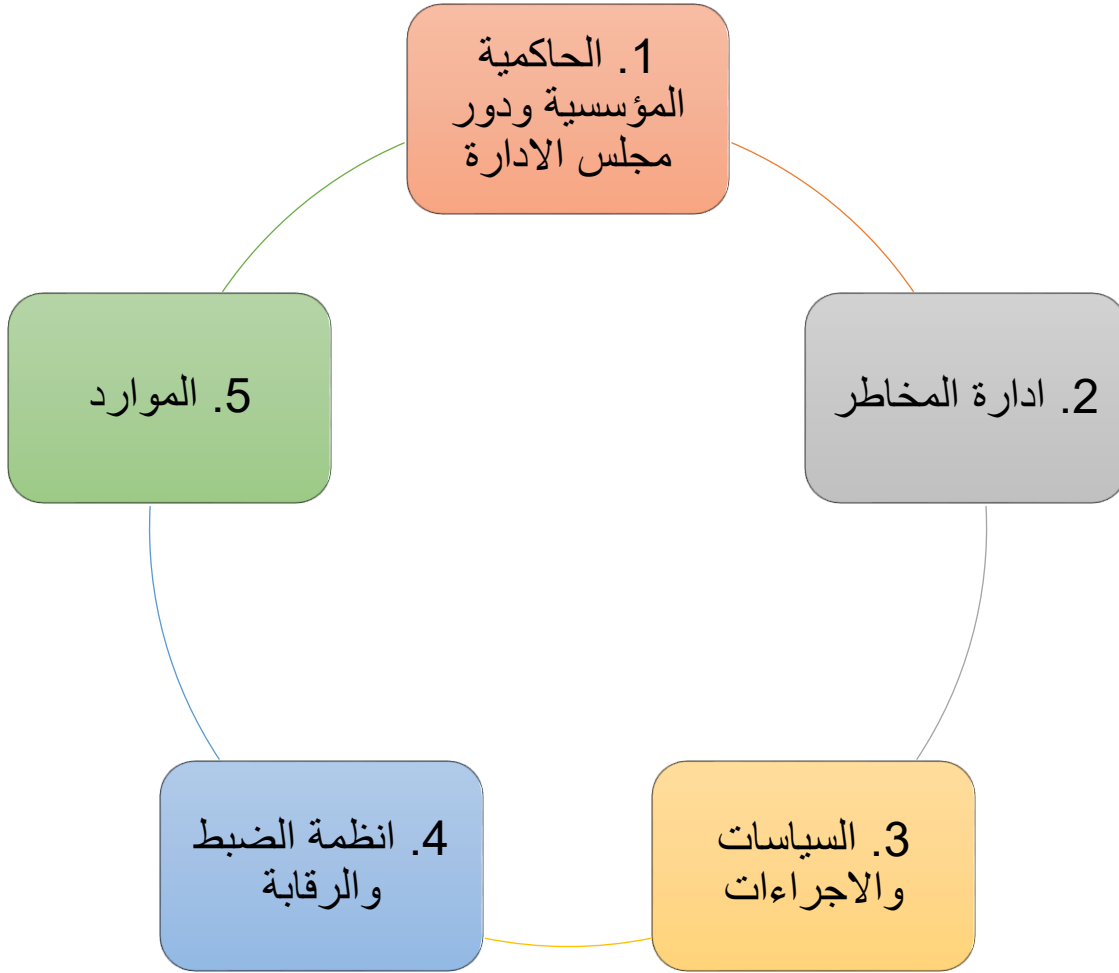 1. الحاكمية
المؤسسية ودور
مجلس الادارة
2. ادارة المخاطر
3. السياسات
والاجراءات
4. انظمة الضبط
والرقابة
5. الموارد